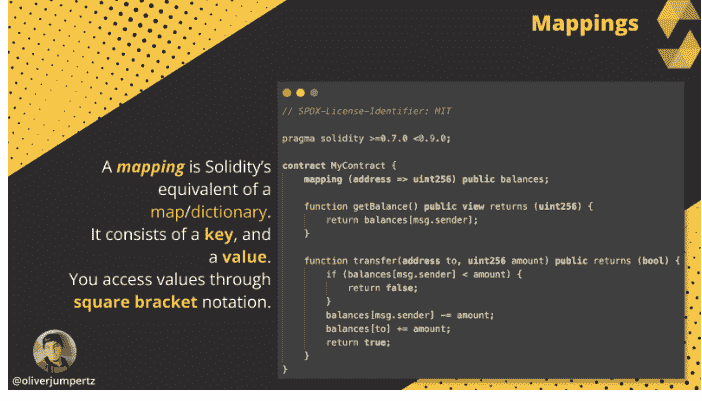 Mappings
A mapping is Solidity's
equivalent of a
map/dictionary.
It consists of a key, and
a value.
You access values through
square bracket notation.
// SPDX-License-Identifier: MIT
pragma solidity >=0.7.0 <0.9.0;
contract MyContract {
mapping (address => uint256) public balances;
function getBalance() public view returns (uint256) {
return balances[msg.sender];
}
function transfer(address to, uint256 amount) public returns (bool) {
if (balances[msg.sender] < amount) {
return false;
}
balances[msg.sender] -= amount;
balances[to] += amount;
return true;
}
}
@oliverjumpertz